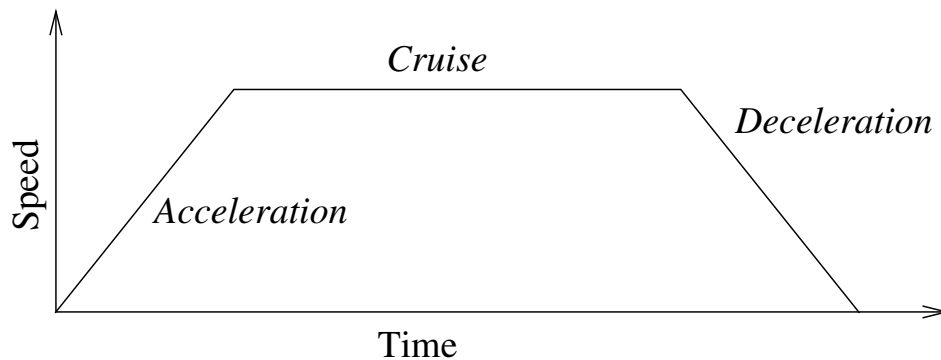 Cruise
Deceleration
Speed
Acceleration
Time